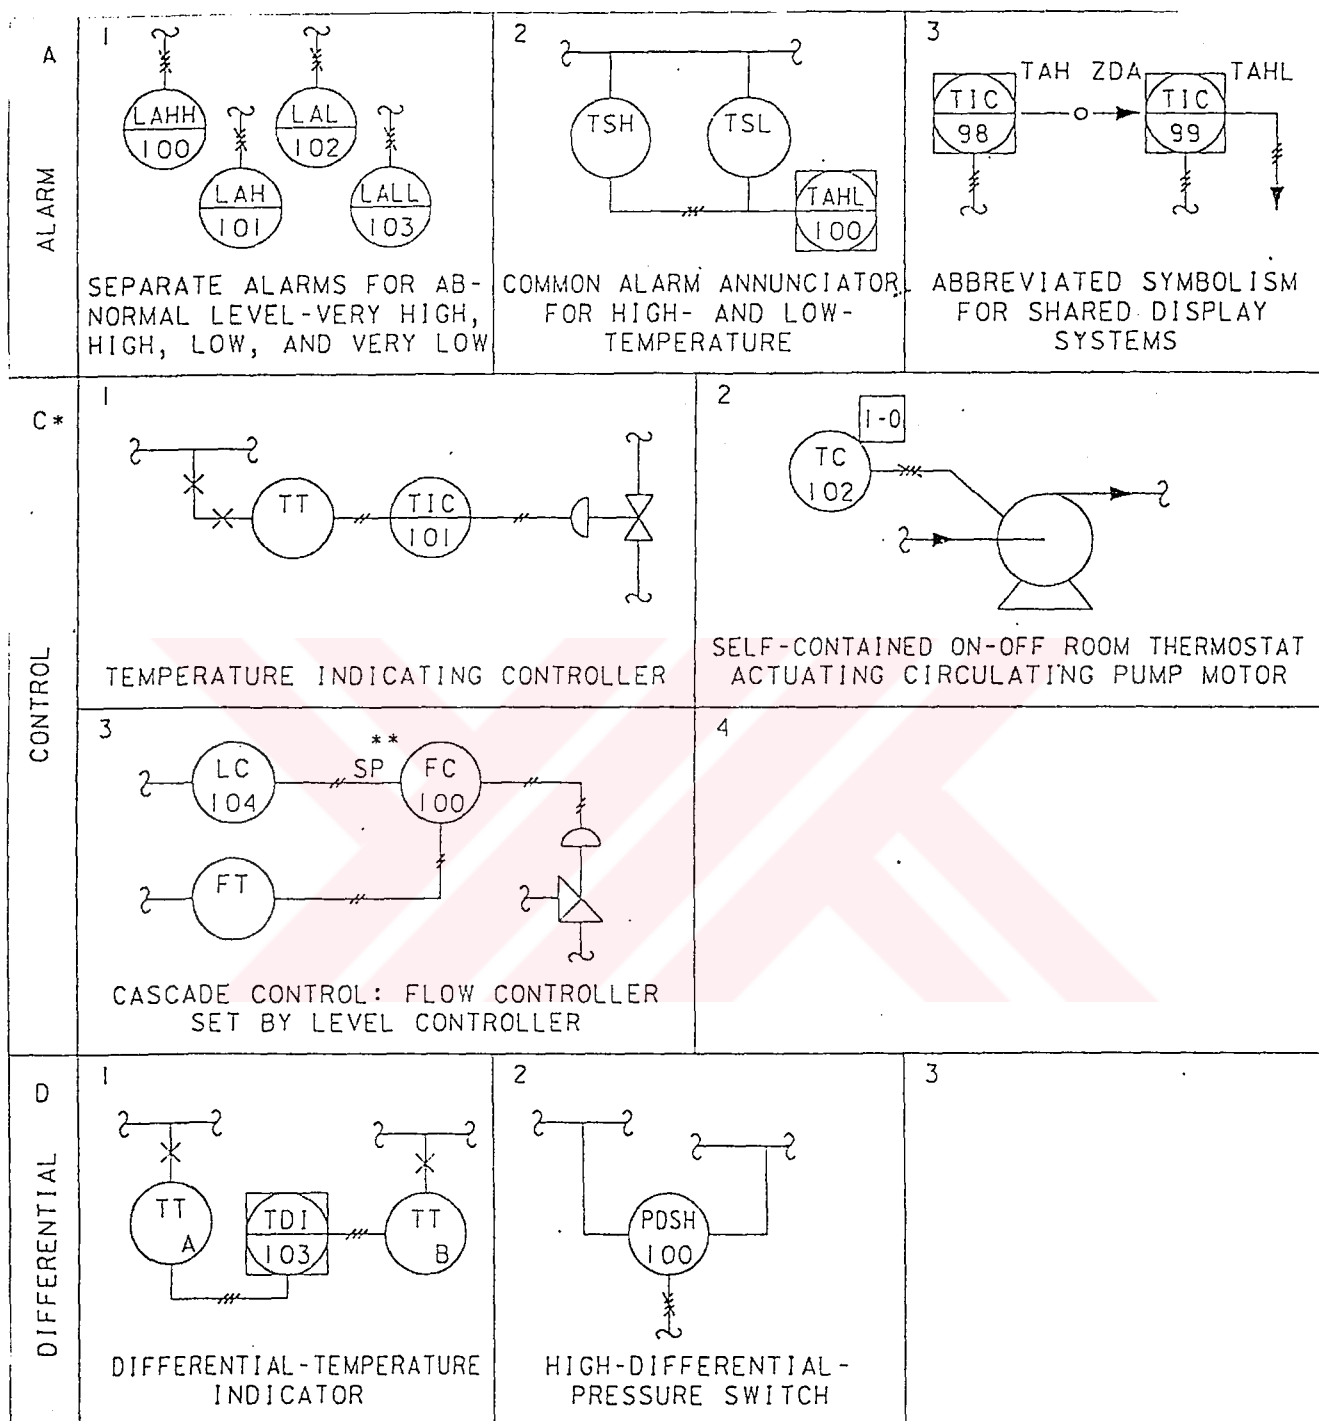 A
ALARM
1
LAHH
100
LAL
102
LAH
101
LALL
103
SEPARATE ALARMS FOR AB-
NORMAL LEVEL-VERY HIGH,
HIGH, LOW, AND VERY LOW
2
TSH
TSL
TAHL
100
COMMON ALARM ANNUNCIATOR
FOR HIGH- AND LOW-
TEMPERATURE
3
TAH ZDA TAHL
TIC
98
TIC
99
ABBREVIATED SYMBOLISM
FOR SHARED DISPLAY
SYSTEMS
C*
CONTROL
1
TT
TIC
101
TEMPERATURE INDICATING CONTROLLER
2
1-0
TC
102
SELF-CONTAINED ON-OFF ROOM THERMOSTAT
ACTUATING CIRCULATING PUMP MOTOR
3
**
LC
104
SP
FC
100
FT
CASCADE CONTROL: FLOW CONTROLLER
SET BY LEVEL CONTROLLER
4
D
DIFFERENTIAL
1
TT
A
TDI
103
TT
B
DIFFERENTIAL-TEMPERATURE
INDICATOR
2
PDSH
100
HIGH-DIFFERENTIAL-
PRESSURE SWITCH
3